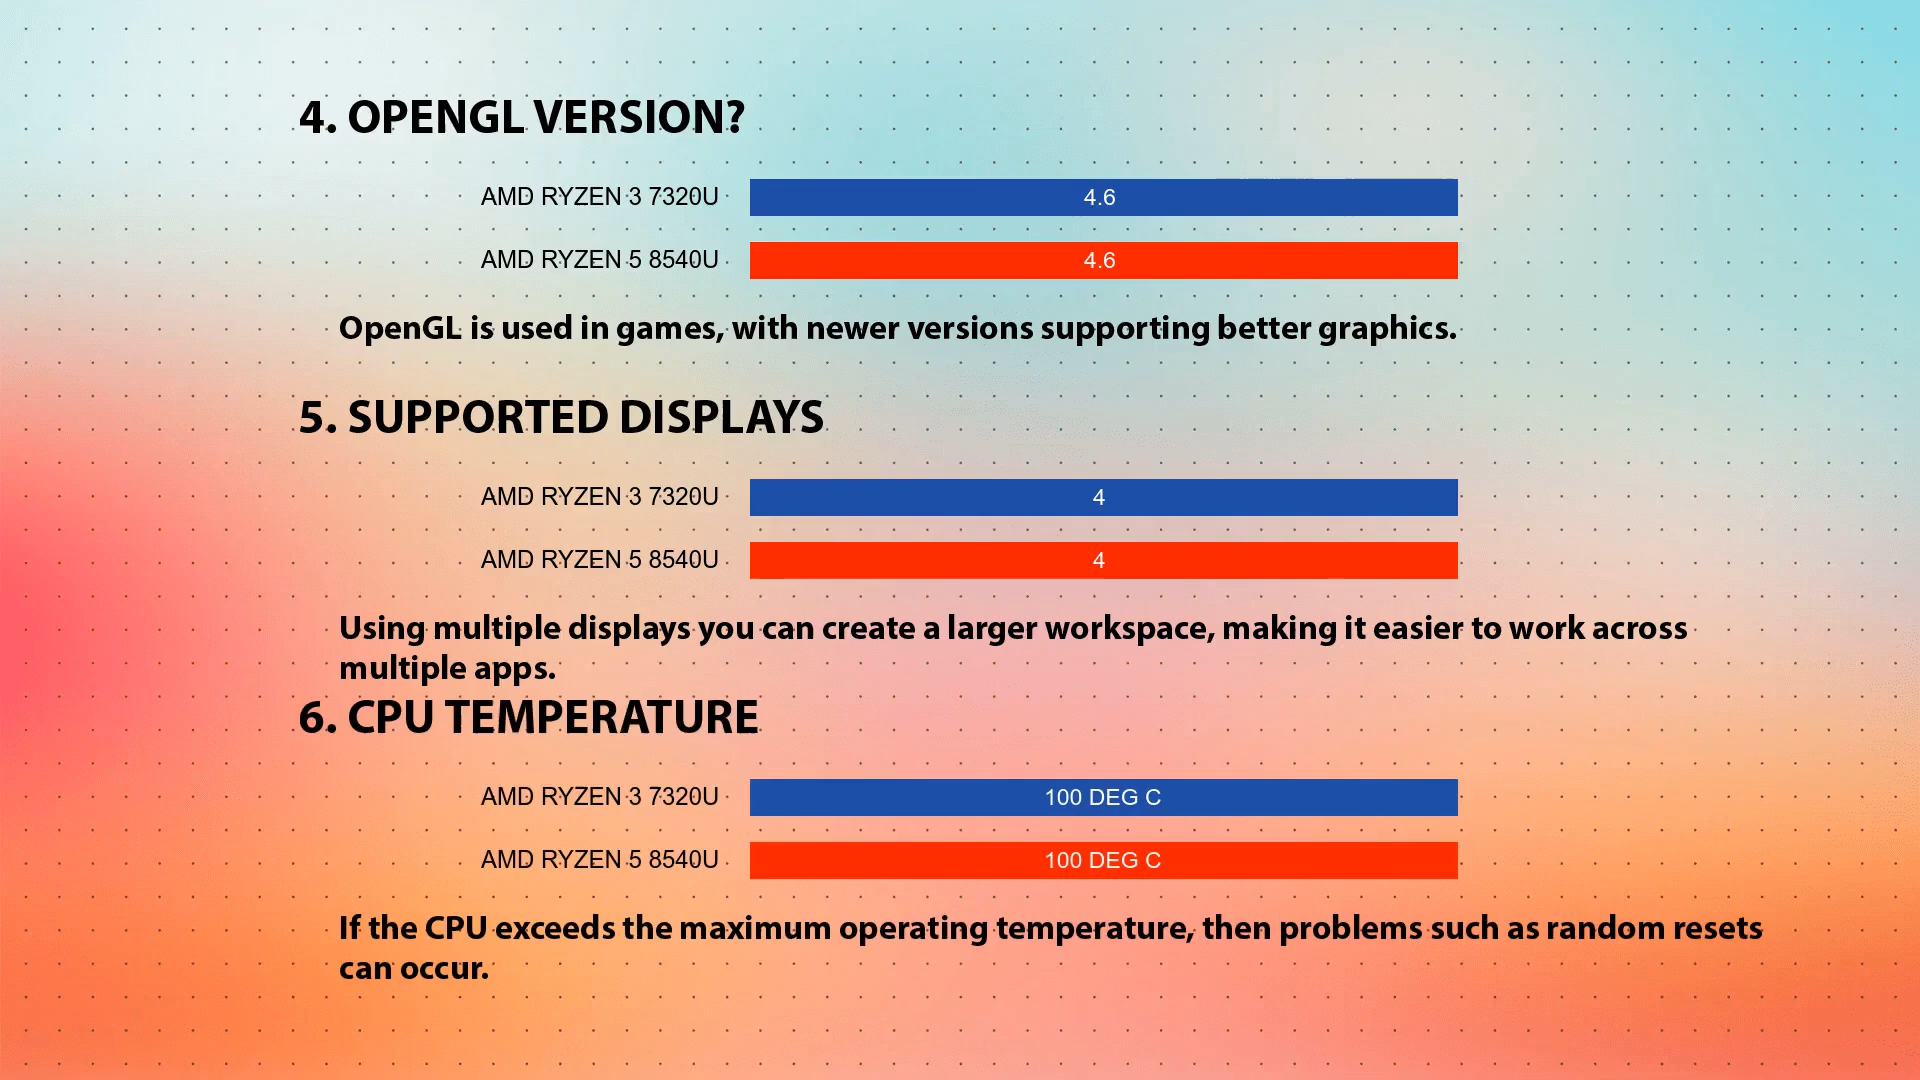 4. OPENGL VERSION?
AMD RYZEN 3 7320U
4.6
AMD RYZEN 5 8540U
4.6
OpenGL is used in games, with newer versions supporting better graphics.
5. SUPPORTED DISPLAYS
AMD RYZEN 3 7320U
4
AMD RYZEN 5 8540U
4
Using multiple displays you can create a larger workspace, making it easier to work across
multiple apps.
6. CPU TEMPERATURE
AMD RYZEN 3 7320U
100 DEG C
AMD RYZEN 5 8540U
100 DEG C
If the CPU exceeds the maximum operating temperature, then problems such as random resets
can occur.